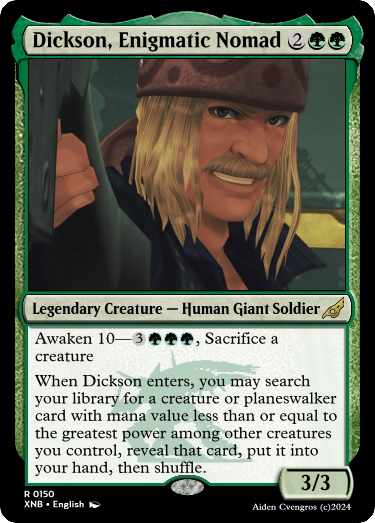 Dickson, Enigmatic Nomad 2
Legendary Creature — Human Giant Soldier
Awaken 10—3, Sacrifice a
creature
When Dickson enters, you may search
your library for a creature or planeswalker
card with mana value less than or equal to
the greatest power among other creatures
you control, reveal that card, put it into
your hand, then shuffle.
3/3
R 0150
XNB • English
Aiden Cvengros (c)2024